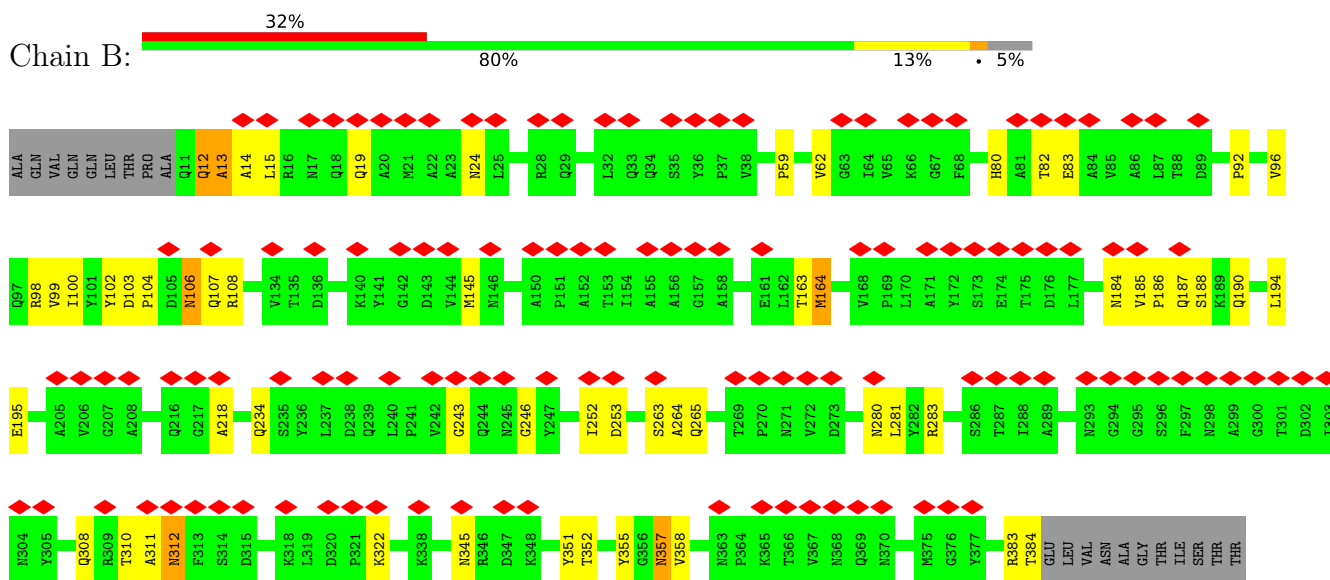 32%
Chain B:
80% 13% • 5%
ALA GLN VAL GLN GLN LEU THR PRO ALA Q11 Q12 A13 A14 L15 R16 N17 Q18 Q19 A20 M21 A22 A23 N24 L25 R28 Q29 L32 Q33 Q34 S35 Y36 P37 V38 P59 V62 G63 I64 V65 K66 G67 F68 H80 A81 T82 E83 A84 V85 A86 L87 T88 D89 P92 V96
Q97 R98 V99 I100 Y101 Y102 D103 P104 D105 N106 Q107 R108 V134 T135 D136 K140 Y141 G142 D143 V144 M145 N146 A150 P151 A152 T153 I154 A155 A156 G157 A158 E161 L162 T163 M164 V168 P169 L170 A171 Y172 S173 E174 T175 D176 L177 N184 V185 P186 Q187 S188 K189 Q190 L194
E195 A205 V206 G207 A208 Q216 G217 A218 Q234 S235 Y236 L237 D238 Q239 L240 P241 V242 G243 Q244 N245 G246 Y247 I252 D253 S263 A264 Q265 T269 P270 N271 V272 D273 N280 L281 Y282 R283 S286 T287 I288 A289 N293 G294 G295 S296 F297 N298 A299 G300 T301 D302 I303
N304 Y305 Q308 R309 T310 A311 N312 F313 S314 D315 K318 L319 D320 P321 K322 K338 N345 R346 D347 K348 Y351 T352 Y355 G356 N357 V358 N363 P364 K365 T366 V367 N368 Q369 N370 M375 G376 Y377 R383 T384 GLU LEU VAL ASN ALA GLY THR ILE SER THR THR